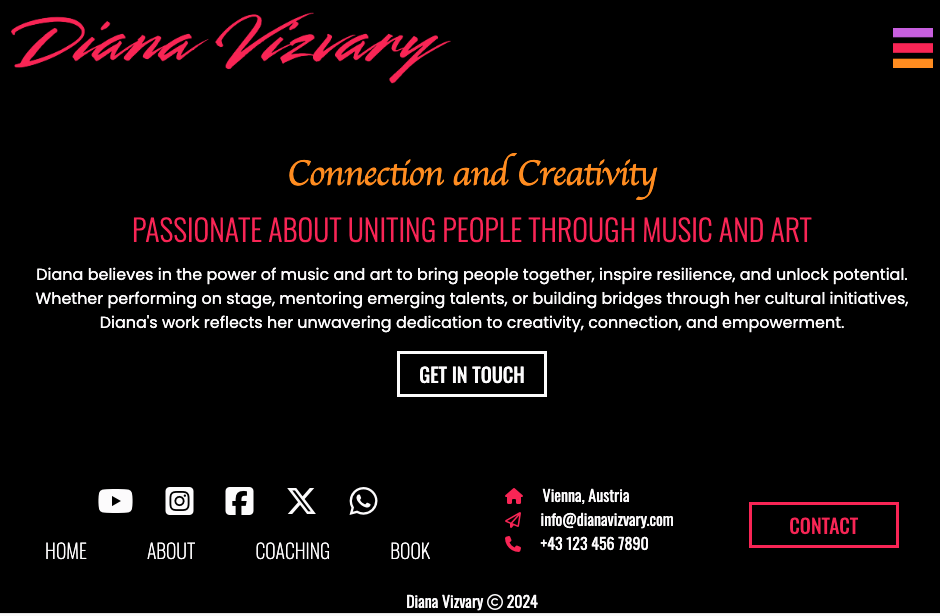 Diana Vizvary
Connection and Creativity
PASSIONATE ABOUT UNITING PEOPLE THROUGH MUSIC AND ART
Diana believes in the power of music and art to bring people together, inspire resilience, and unlock potential.
Whether performing on stage, mentoring emerging talents, or building bridges through her cultural initiatives,
Diana's work reflects her unwavering dedication to creativity, connection, and empowerment.
GET IN TOUCH
HOME ABOUT COACHING BOOK
Vienna, Austria
info@dianavizvary.com
+43 123 456 7890
CONTACT
Diana Vizvary © 2024